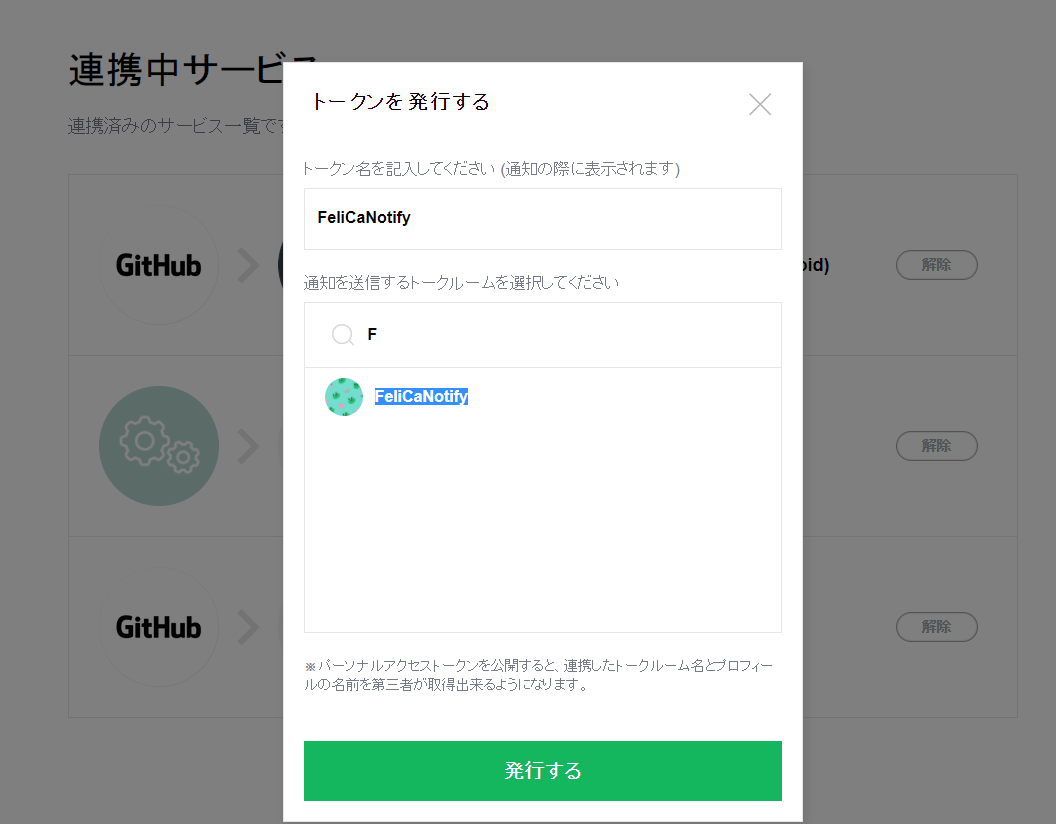 連携中サービス
連携済みのサービス一覧です
トークンを発行する
トークン名を記入してください (通知の際に表示されます)
FeliCaNotify
通知を送信するトークルームを選択してください
F
FeliCaNotify
※パーソナルアクセストークンを公開すると、連携したトークルーム名とプロフィー
ルの名前を第三者が取得出来るようになります。
発行する
GitHub
oid)
解除
解除
GitHub
解除